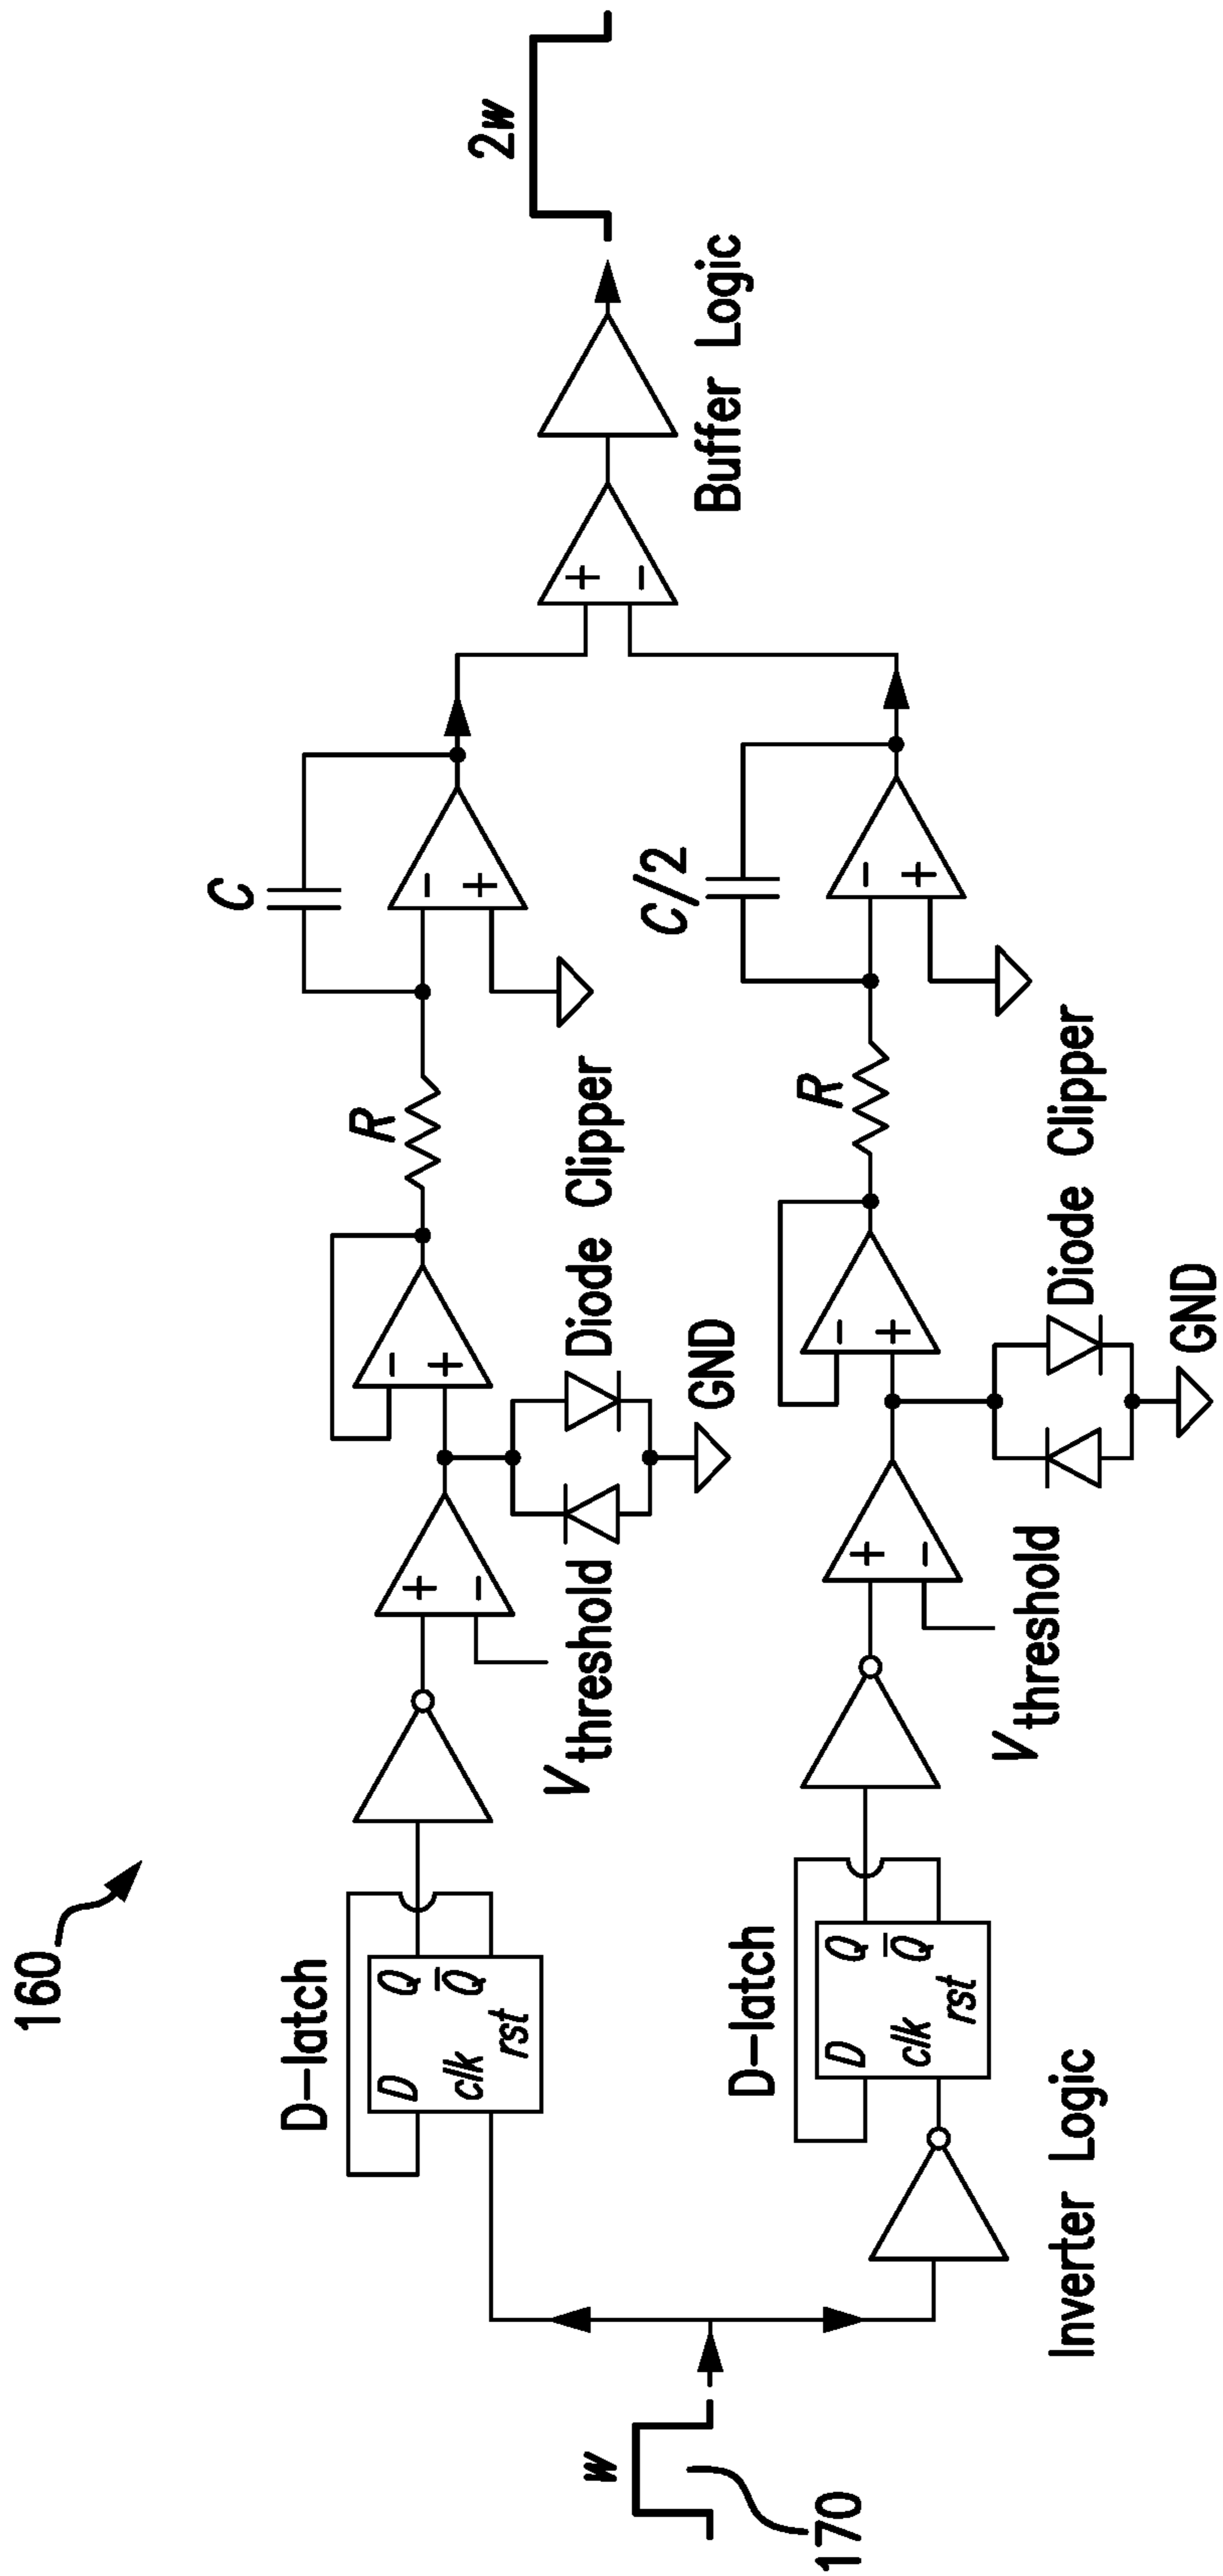 160
w
170
D-latch
D Q
clk Q̅
rst
Vthreshold
Diode Clipper
GND
R
C
+
-
-
+
-
+
+
-
Inverter Logic
D-latch
D Q
clk Q̅
rst
Vthreshold
Diode Clipper
GND
R
C/2
+
-
-
+
-
+
Buffer Logic
2w